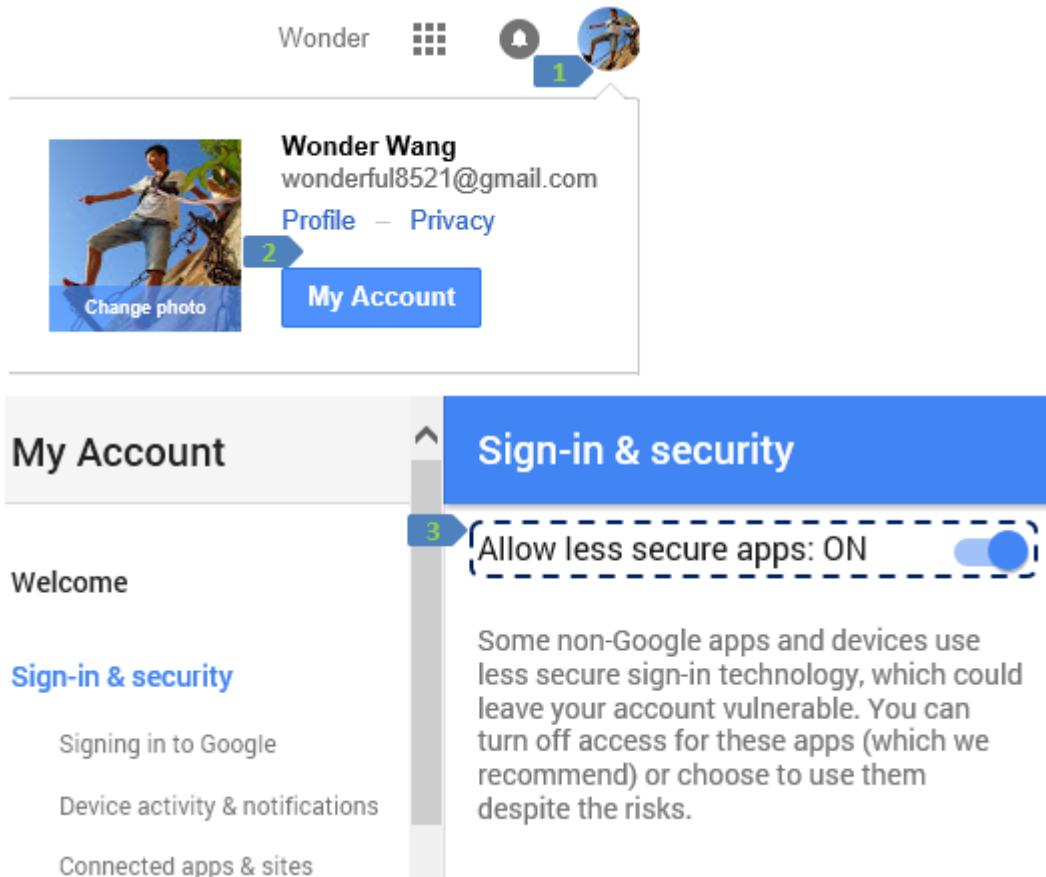 Wonder
1
Wonder Wang
wonderful8521@gmail.com
Profile – Privacy
2
My Account
Change photo
My Account
Sign-in & security
3
Allow less secure apps: ON
Welcome
Some non-Google apps and devices use
less secure sign-in technology, which could
leave your account vulnerable. You can
turn off access for these apps (which we
recommend) or choose to use them
despite the risks.
Sign-in & security
Signing in to Google
Device activity & notifications
Connected apps & sites